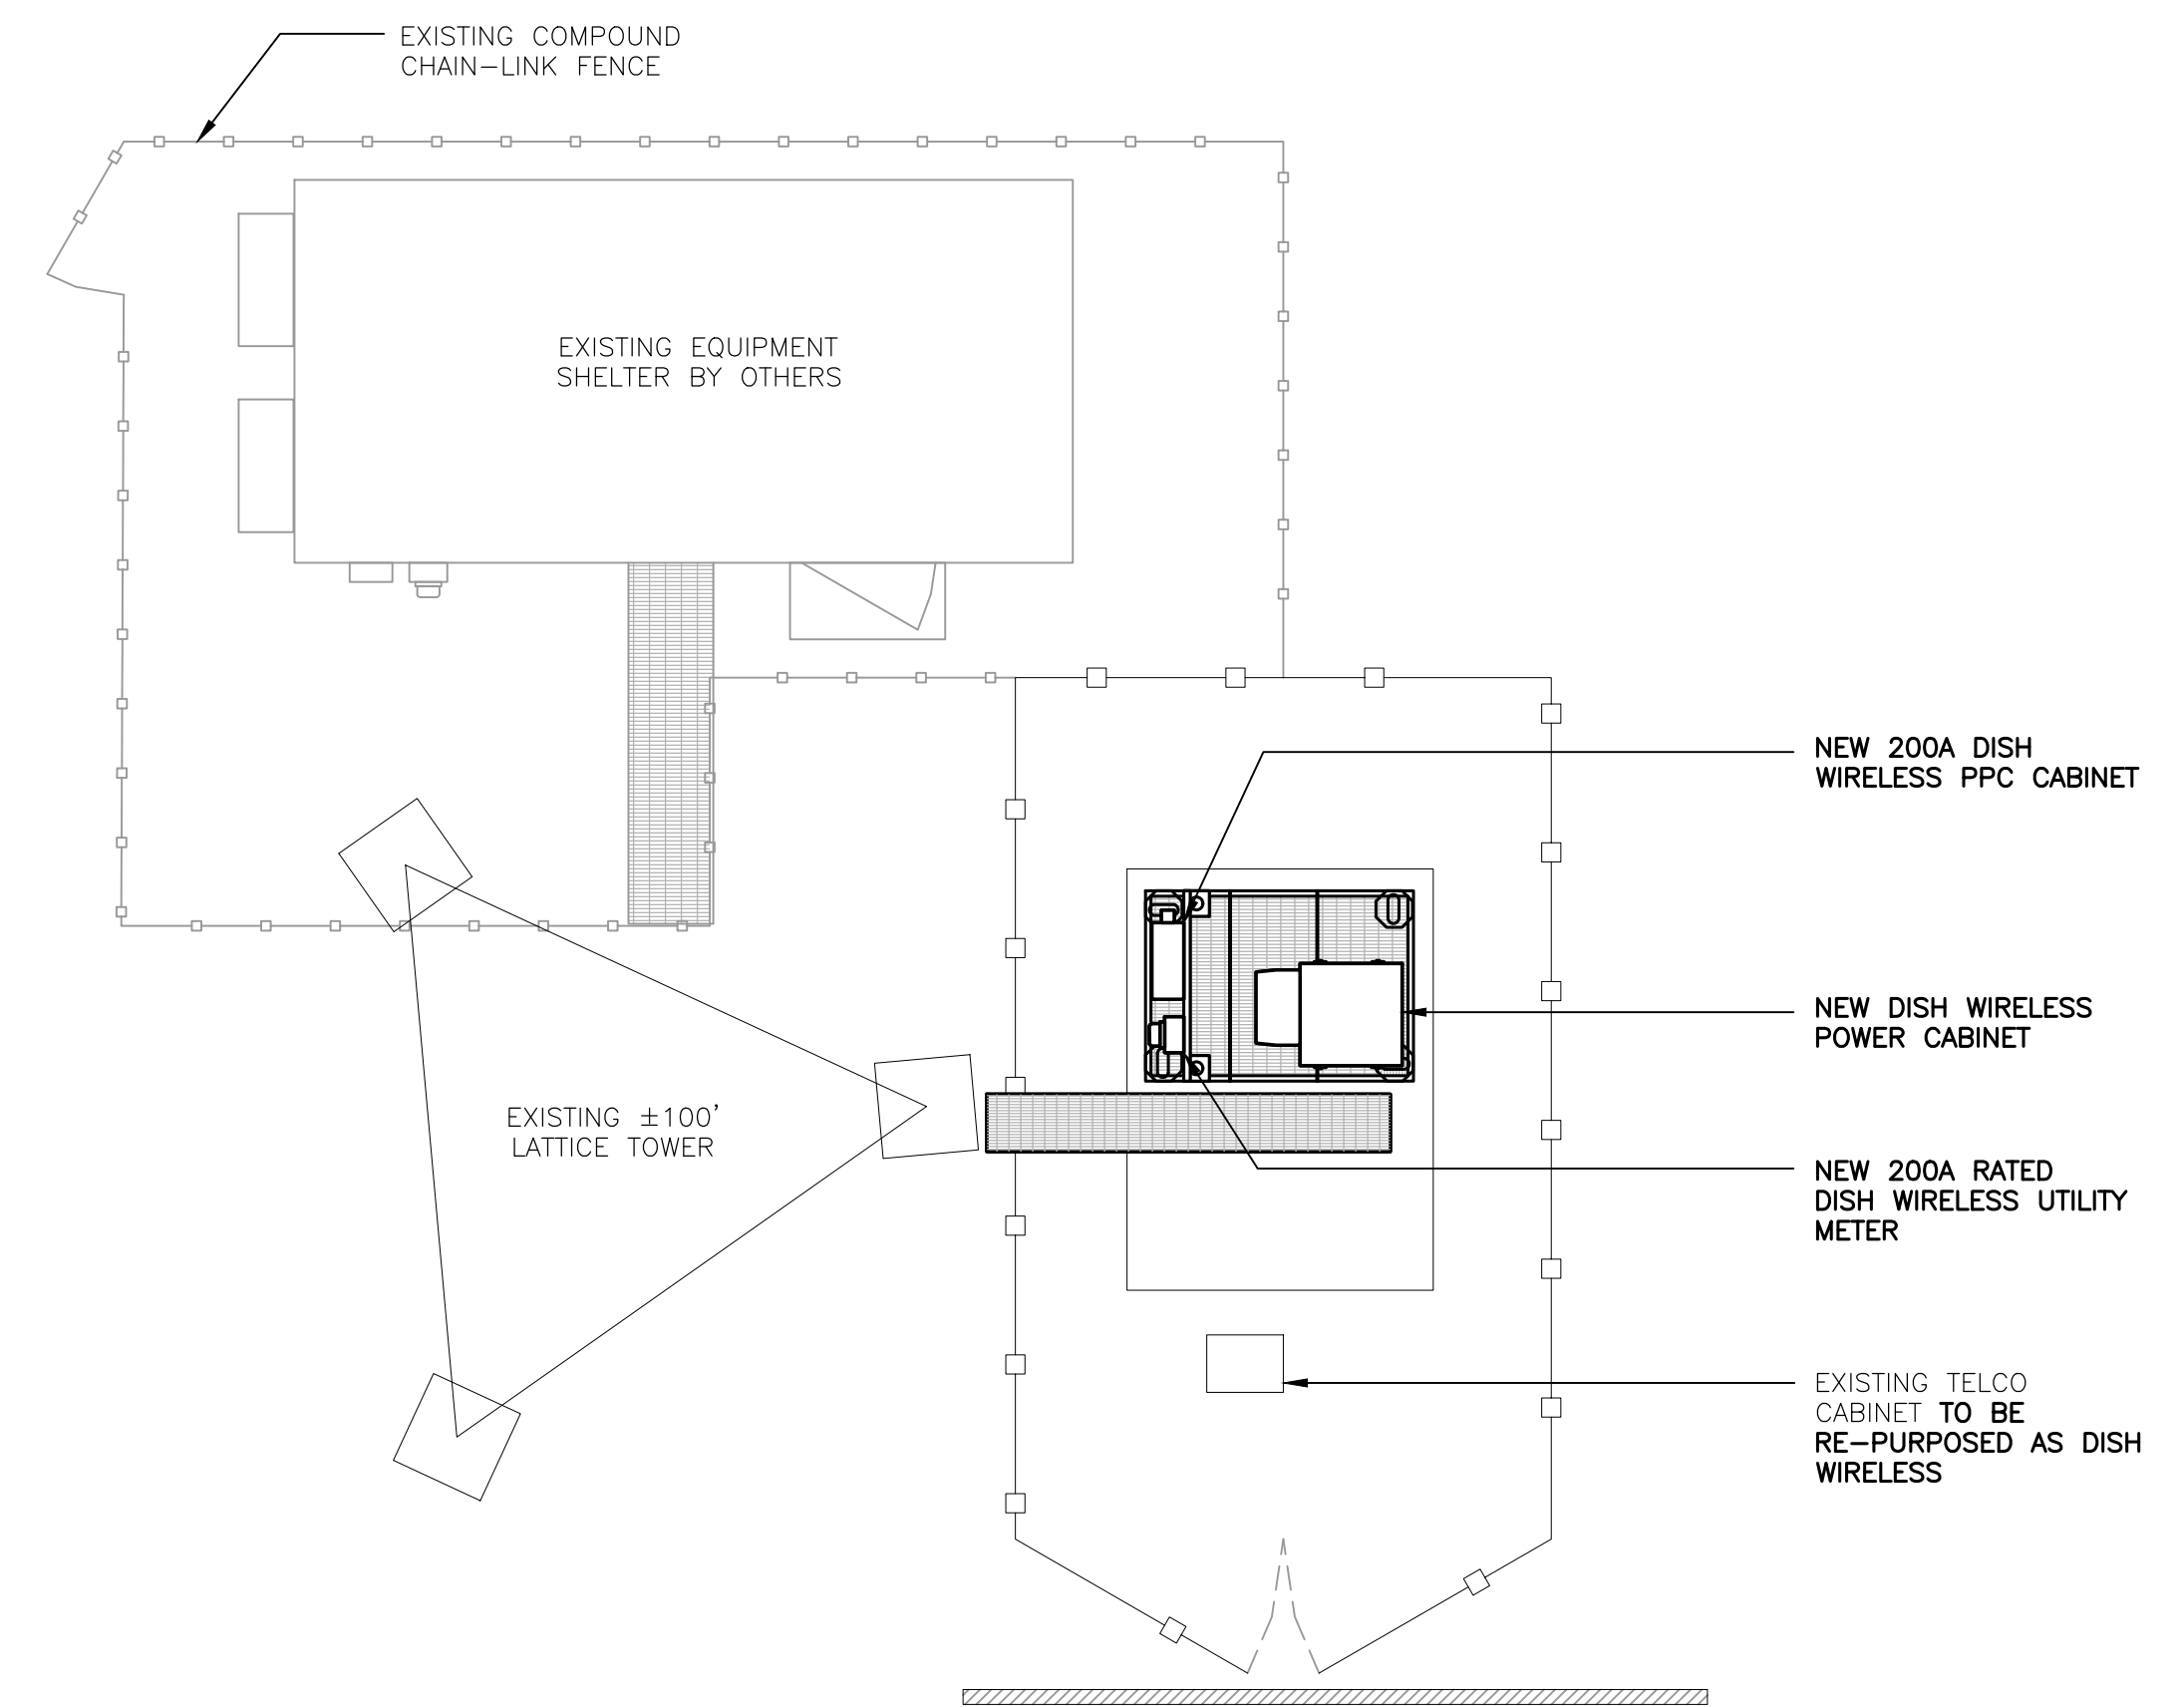 EXISTING COMPOUND
CHAIN-LINK FENCE
EXISTING EQUIPMENT
SHELTER BY OTHERS
NEW 200A DISH
WIRELESS PPC CABINET
NEW DISH WIRELESS
POWER CABINET
EXISTING ±100'
LATTICE TOWER
NEW 200A RATED
DISH WIRELESS UTILITY
METER
EXISTING TELCO
CABINET TO BE
RE-PURPOSED AS DISH
WIRELESS